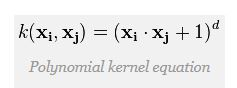 k(xᵢ, xⱼ) = (xᵢ · xⱼ + 1)ᵈ
Polynomial kernel equation